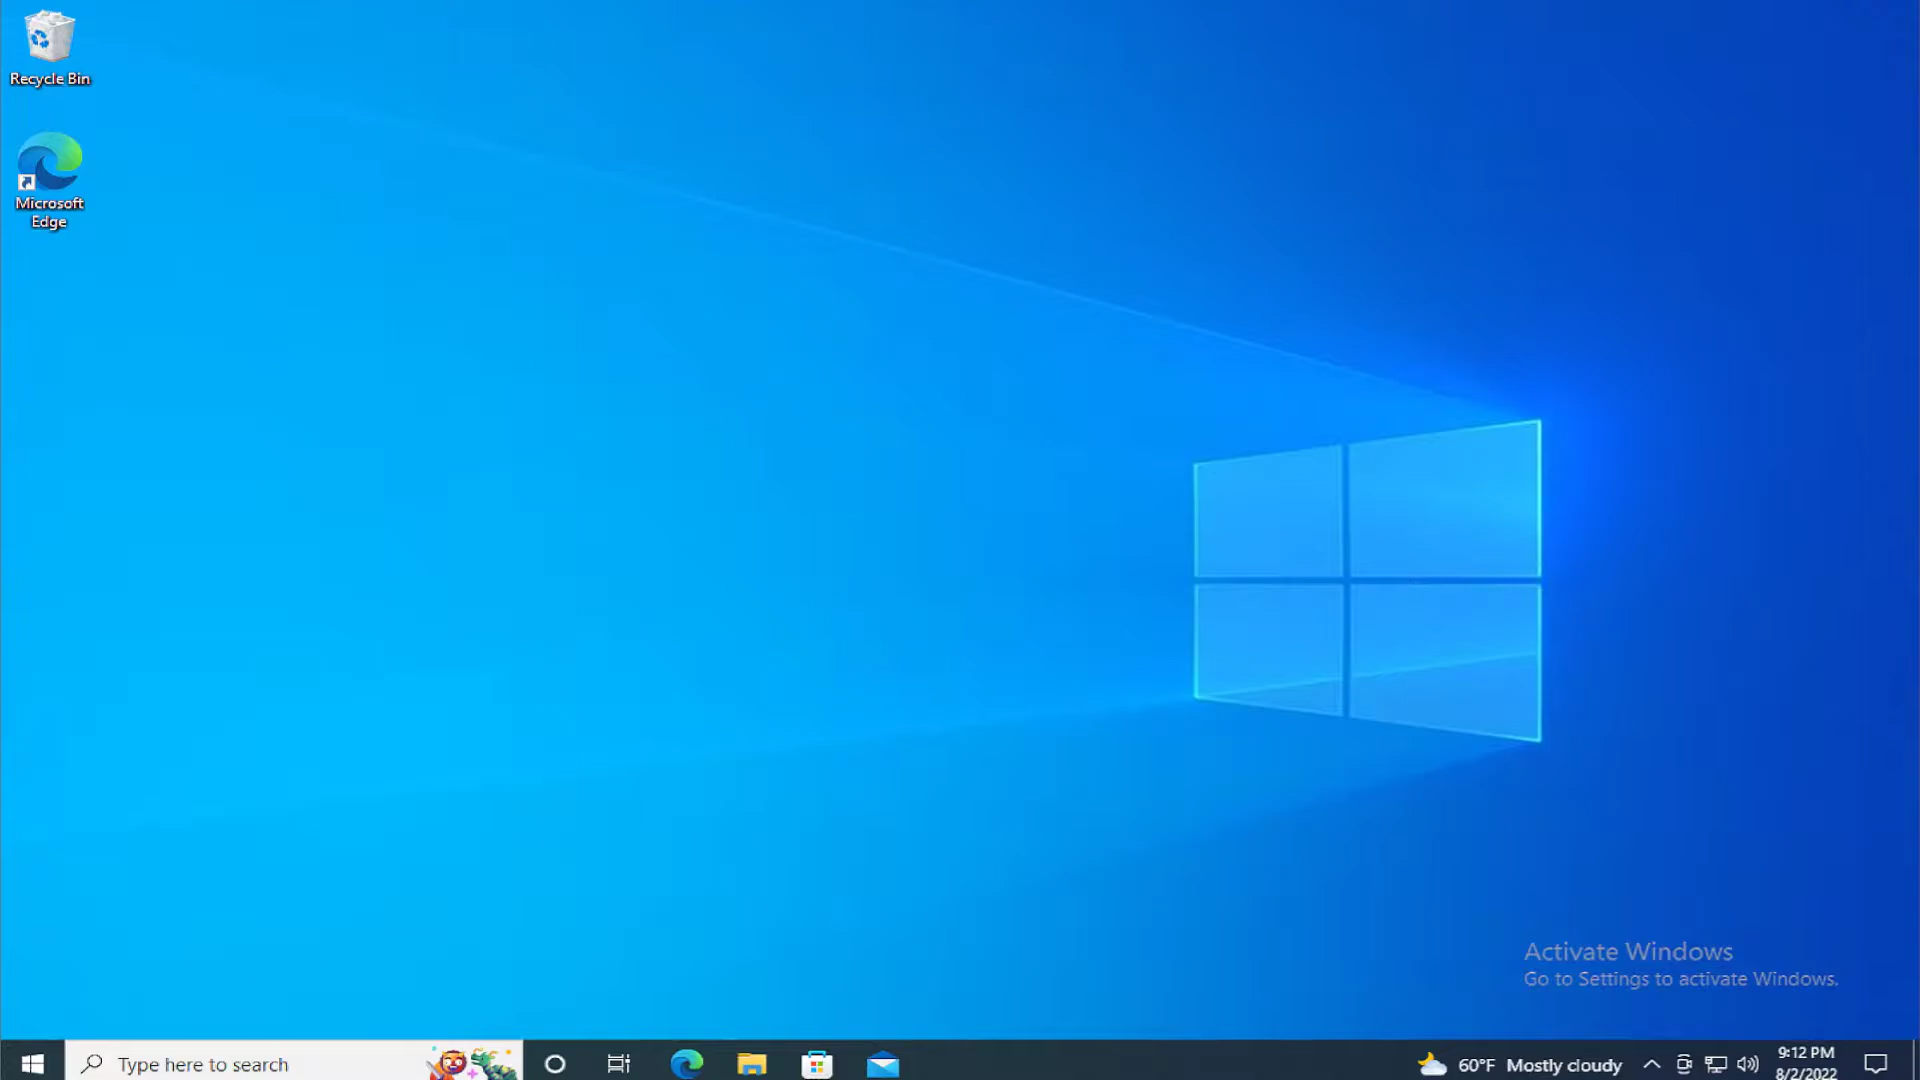 Recycle Bin
Microsoft
Edge
Activate Windows
Go to Settings to activate Windows.
Type here to search
60°F Mostly cloudy
9:12 PM
8/2/2022